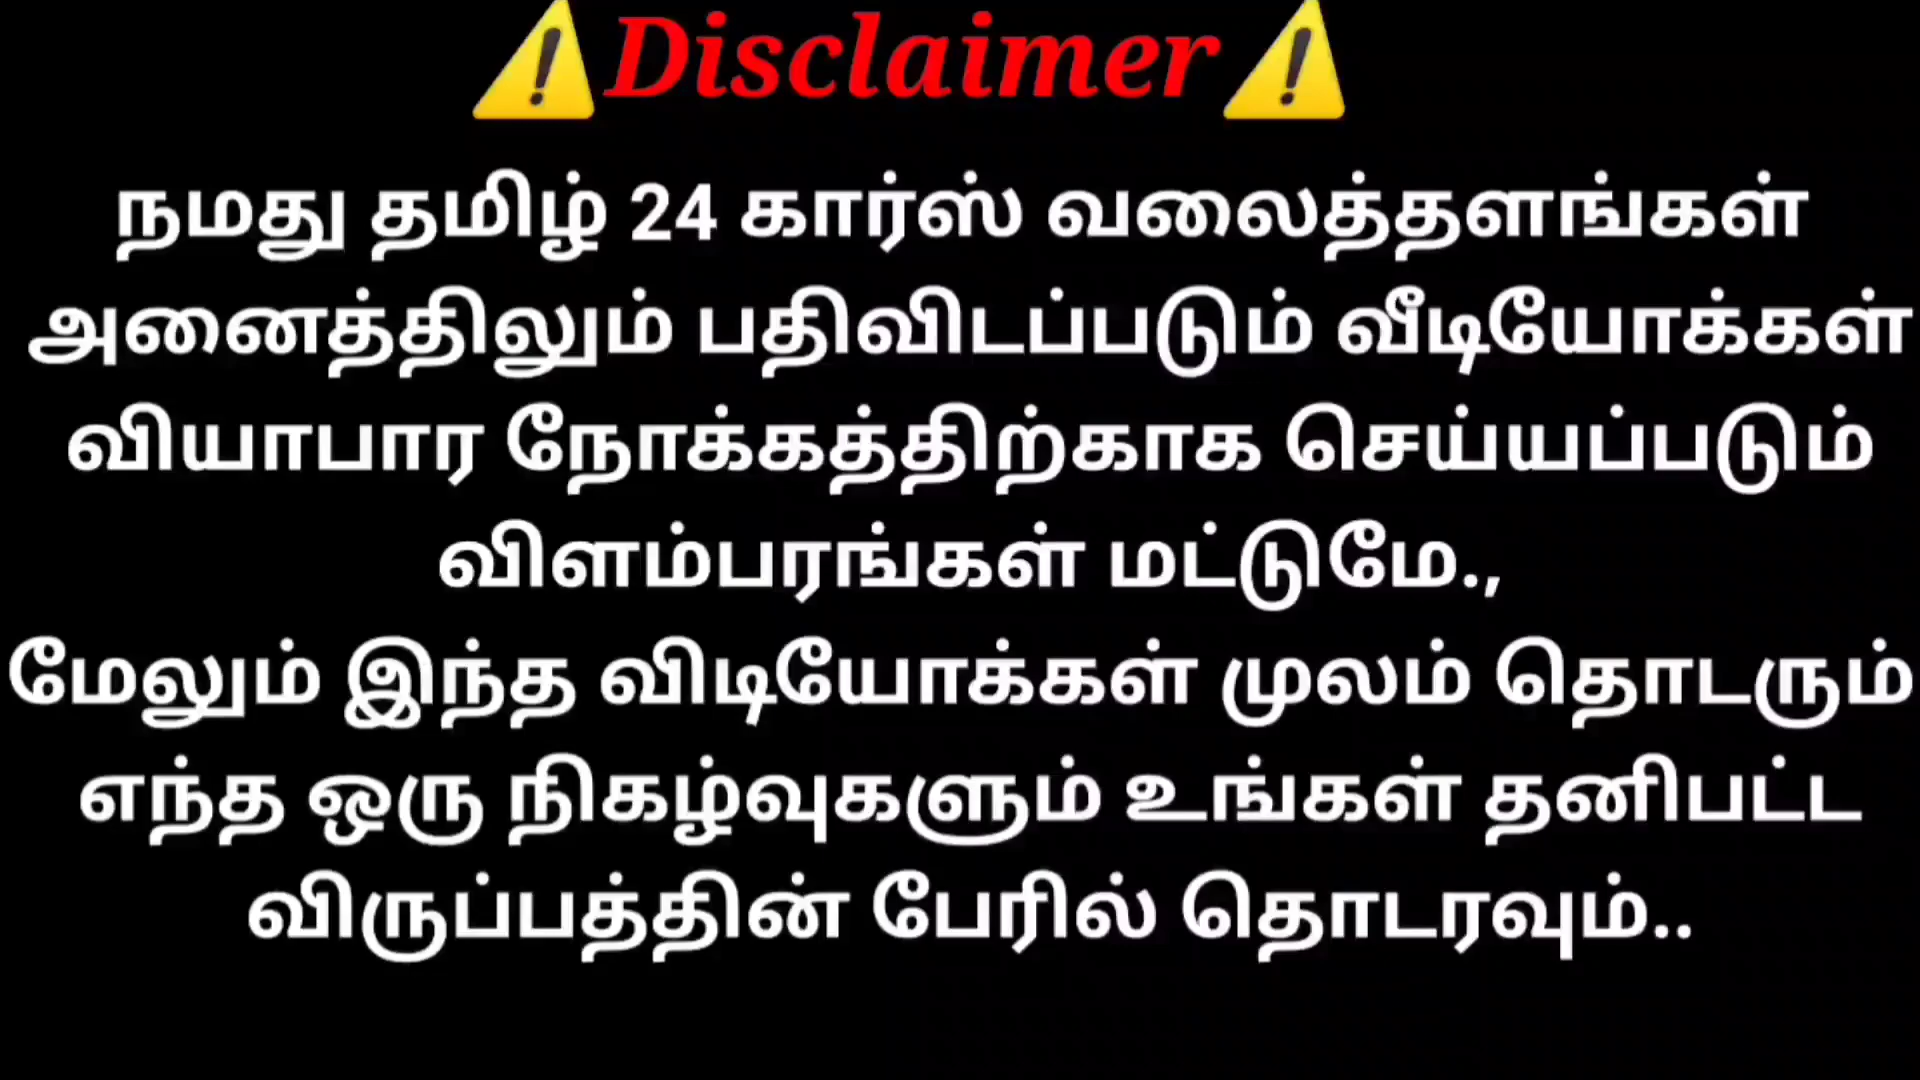 ⚠️Disclaimer⚠️
நமது தமிழ் 24 கார்ஸ் வலைத்தளங்கள்
அனைத்திலும் பதிவிடப்படும் வீடியோக்கள்
வியாபார நோக்கத்திற்காக செய்யப்படும்
விளம்பரங்கள் மட்டுமே.,
மேலும் இந்த விடியோக்கள் முலம் தொடரும்
எந்த ஒரு நிகழ்வுகளும் உங்கள் தனிபட்ட
விருப்பத்தின் பேரில் தொடரவும்..